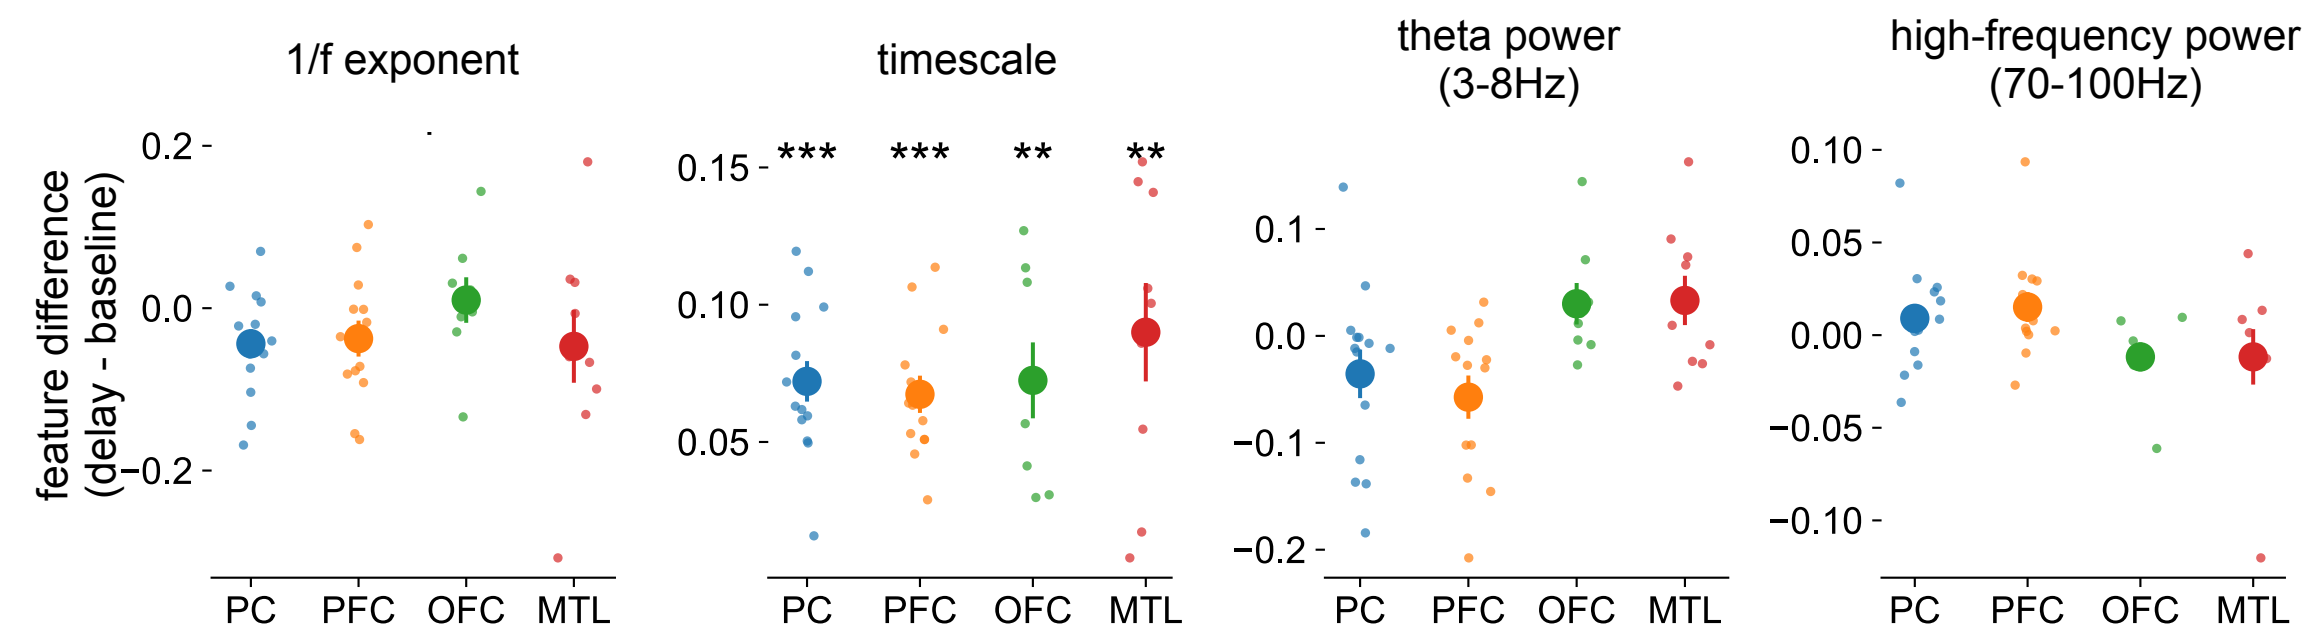 1/f exponent
timescale
theta power
(3-8Hz)
high-frequency power
(70-100Hz)
feature difference
(delay - baseline)
0.2
0.0
−0.2
PC PFC OFC MTL
*** *** ** **
0.15
0.10
0.05
PC PFC OFC MTL
0.1
0.0
−0.1
−0.2
PC PFC OFC MTL
0.10
0.05
0.00
−0.05
−0.10
PC PFC OFC MTL